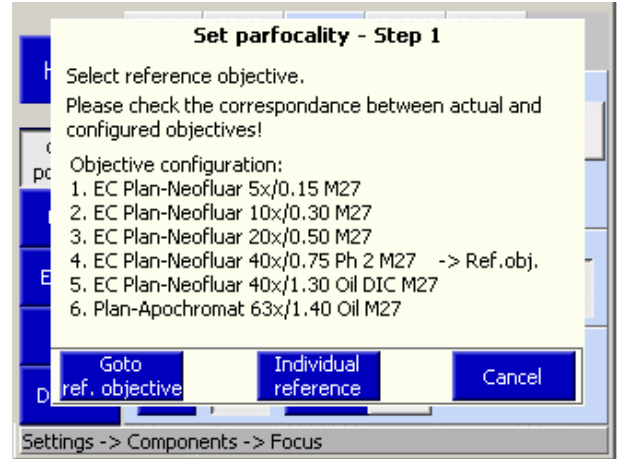 Set parfocality - Step 1
Select reference objective.
Please check the correspondance between actual and
configured objectives!
Objective configuration:
1. EC Plan-Neofluar 5x/0.15 M27
2. EC Plan-Neofluar 10x/0.30 M27
3. EC Plan-Neofluar 20x/0.50 M27
4. EC Plan-Neofluar 40x/0.75 Ph 2 M27 -> Ref.obj.
5. EC Plan-Neofluar 40x/1.30 Oil DIC M27
6. Plan-Apochromat 63x/1.40 Oil M27
Goto
ref. objective
Individual
reference
Cancel
Settings -> Components -> Focus